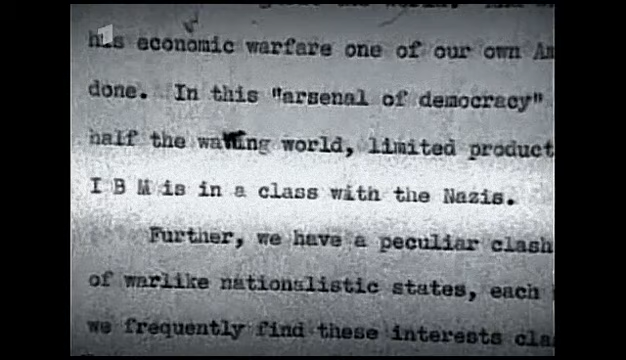 his economic warfare one of our own Am
done. In this "arsenal of democracy"
half the warring world, limited product
I B M is in a class with the Nazis.
Further, we have a peculiar clash
of warlike nationalistic states, each
we frequently find these interests cla